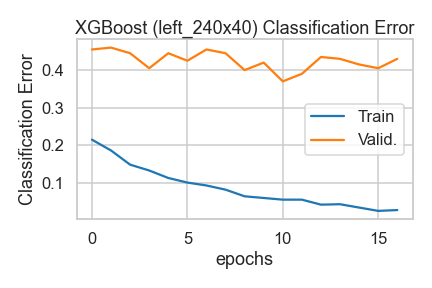 XGBoost (left_240x40) Classification Error
Classification Error
0.4
0.3
0.2
0.1
Train
Valid.
0 5 10 15
epochs